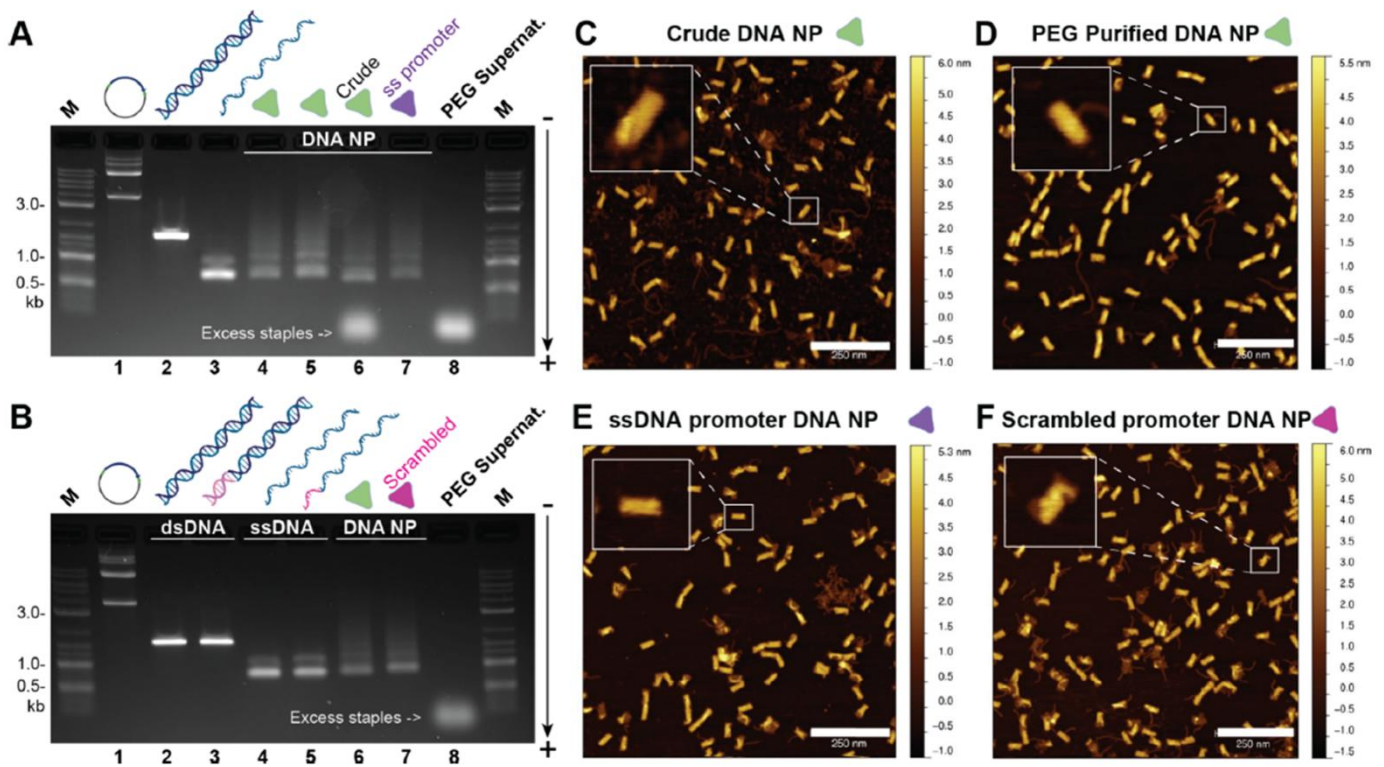 A
M
Crude
ss promoter
PEG Supernat.
M
DNA NP
-
3.0-
1.0-
0.5-
kb
Excess staples ->
+
1 2 3 4 5 6 7 8
B
M
Scrambled
PEG Supernat.
M
dsDNA ssDNA DNA NP
-
3.0-
1.0-
0.5-
kb
Excess staples ->
+
1 2 3 4 5 6 7 8
C Crude DNA NP
6.0 nm
5.0
4.5
4.0
3.5
3.0
2.5
2.0
1.5
1.0
0.5
0.0
-0.5
-1.0
250 nm
D PEG Purified DNA NP
5.5 nm
4.5
4.0
3.5
3.0
2.5
2.0
1.5
1.0
0.5
0.0
-1.0
250 nm
E ssDNA promoter DNA NP
5.3 nm
4.5
4.0
3.5
3.0
2.5
2.0
1.5
1.0
0.5
0.0
-1.0
250 nm
F Scrambled promoter DNA NP
6.0 nm
5.0
4.5
4.0
3.5
3.0
2.5
2.0
1.5
1.0
0.5
0.0
-0.5
-1.0
-1.5
250 nm